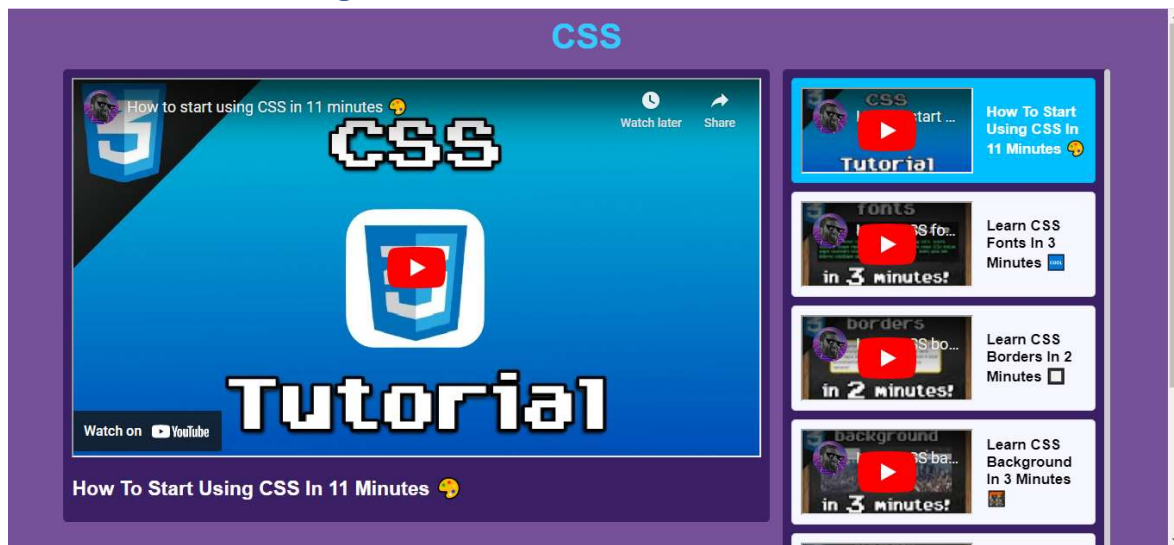 CSS
How to start using CSS in 11 minutes 🎨
Watch later
Share
CSS
Tutorial
Watch on YouTube
How To Start Using CSS In 11 Minutes 🎨
CSS
start ...
Tutorial
How To Start
Using CSS In
11 Minutes 🎨
fonts
in 3 minutes!
Learn CSS
Fonts In 3
Minutes 🆒
borders
in 2 minutes!
Learn CSS
Borders In 2
Minutes 🔲
background
in 3 minutes!
Learn CSS
Background
In 3 Minutes